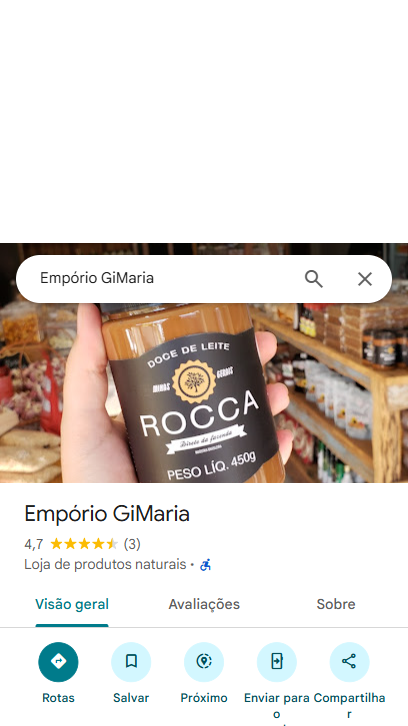 Empório GiMaria
DOCE DE LEITE
MINAS GERAIS
ROCCA
Direto da fazenda
PESO LÍQ. 450g
Empório GiMaria
4,7 (3)
Loja de produtos naturais ·
Visão geral Avaliações Sobre
Rotas Salvar Próximo Enviar para o Compartilhar